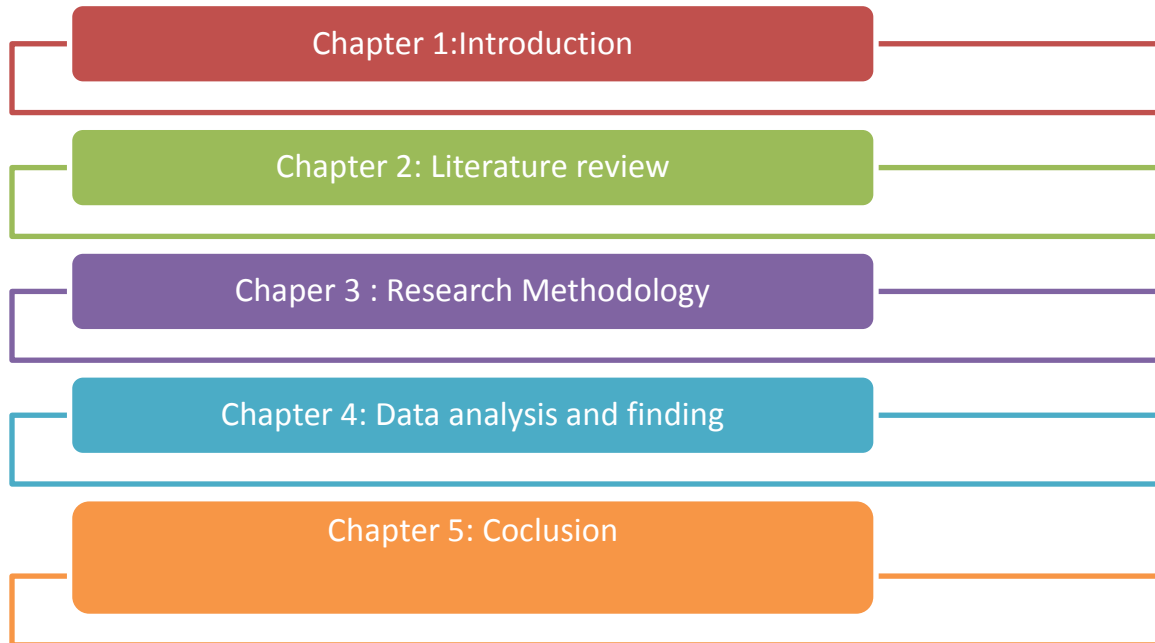 Chapter 1:Introduction
Chapter 2: Literature review
Chaper 3 : Research Methodology
Chapter 4: Data analysis and finding
Chapter 5: Coclusion